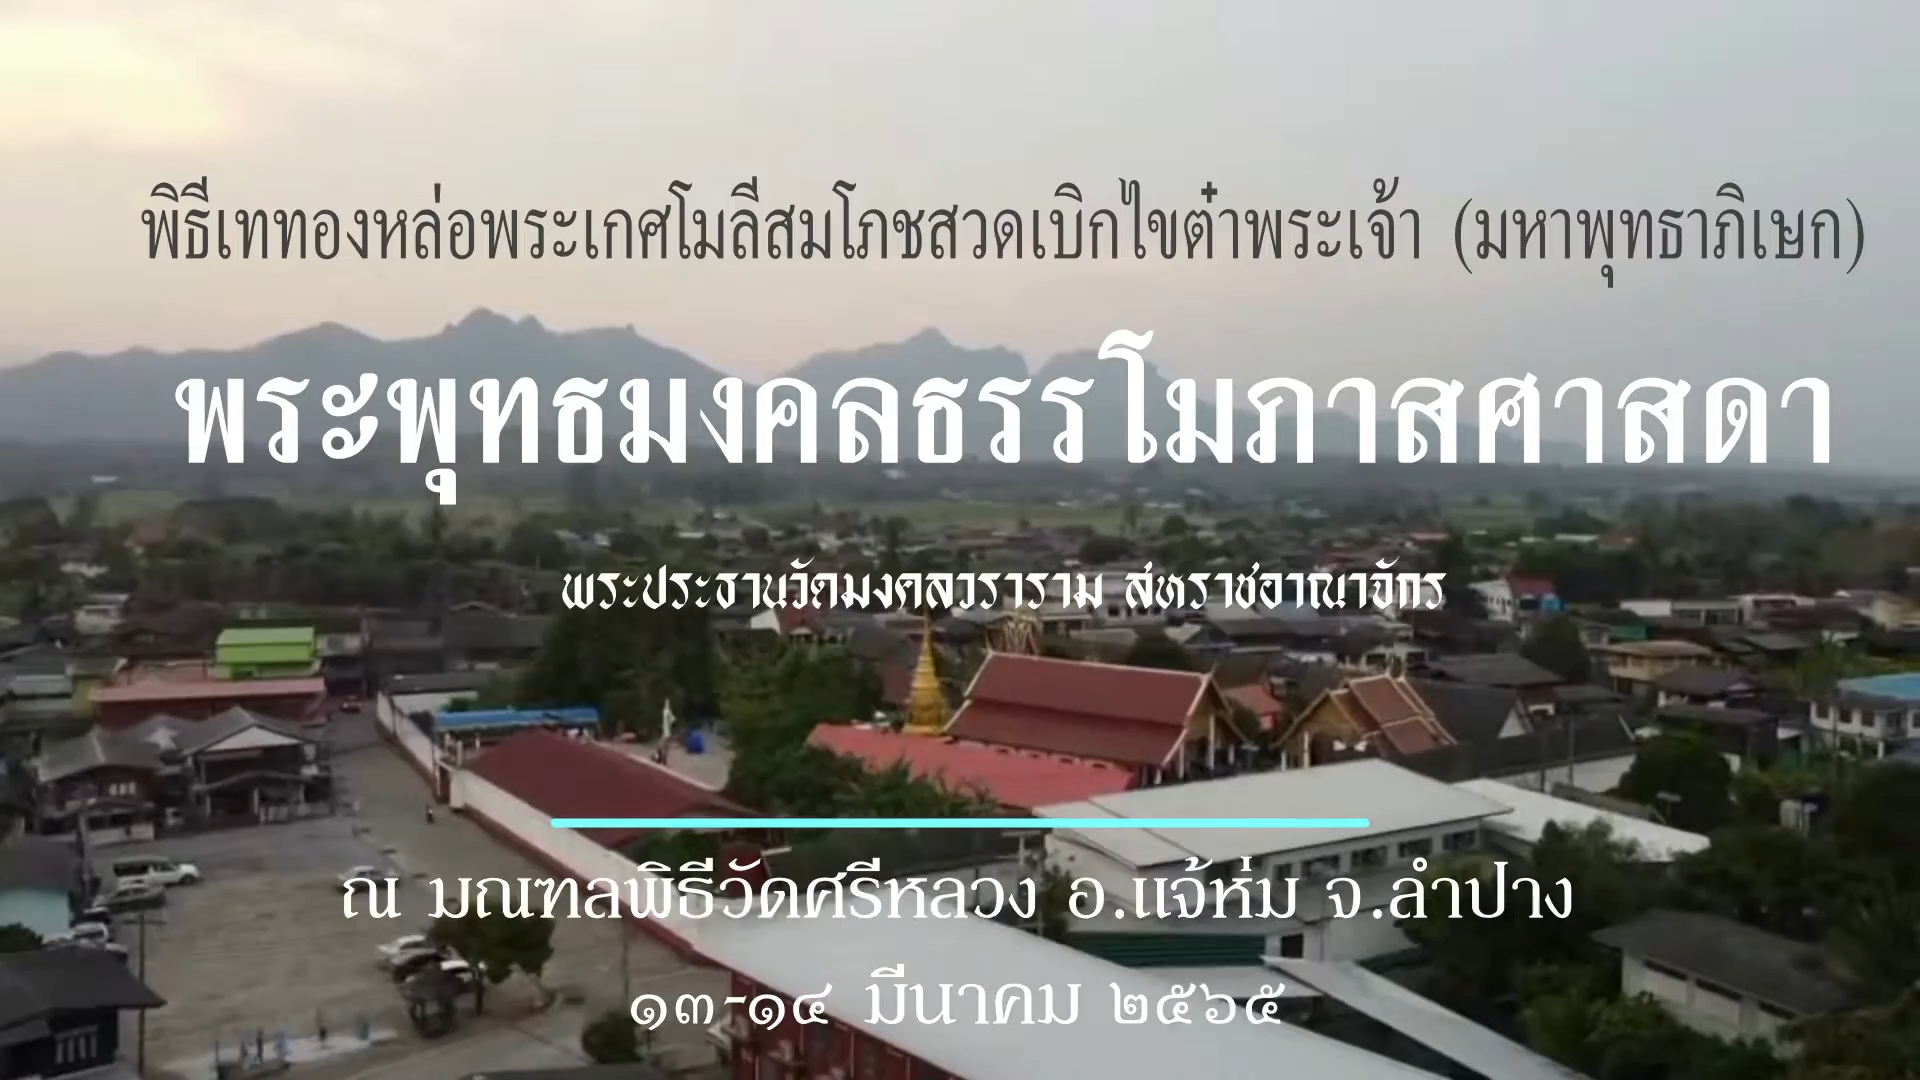 พิธีเททองหล่อพระเกศโมลีสมโภชสวดเบิกไขต๋าพระเจ้า (มหาพุทธาภิเษก)
พระพุทธมงคลธรรโมภาสศาสดา
พระประธานวัดมงคลวราราม สหราชอาณาจักร
ณ มณฑลพิธีวัดศรีหลวง อ.แจ้ห่ม จ.ลำปาง
๑๓-๑๔ มีนาคม ๒๕๖๕